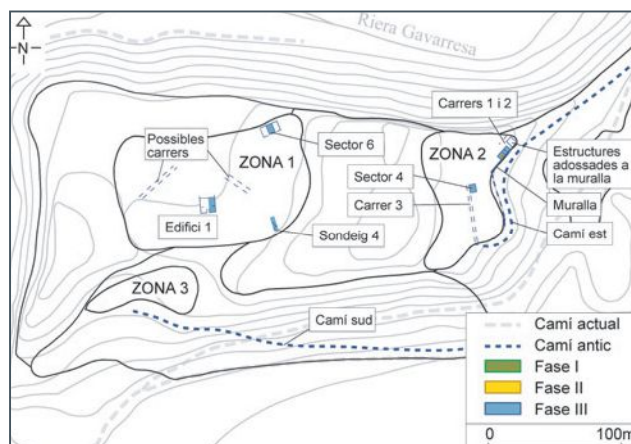 Riera Gavarresa
N
Carrers 1 i 2
Possibles
carrers
ZONA 1
Sector 6
ZONA 2
Estructures
adossades a
la muralla
Sector 4
Carrer 3
Muralla
Edifici 1
Sondeig 4
Camí est
ZONA 3
Camí sud
Camí actual
Camí antic
Fase I
Fase II
Fase III
0 100m